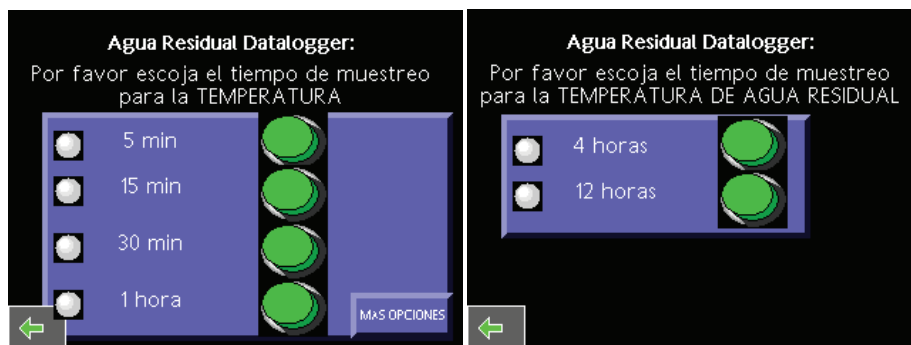 Agua Residual Datalogger:
Por favor escoja el tiempo de muestreo
para la TEMPERATURA
5 min
15 min
30 min
1 hora
MAS OPCIONES
Agua Residual Datalogger:
Por favor escoja el tiempo de muestreo
para la TEMPERATURA DE AGUA RESIDUAL
4 horas
12 horas